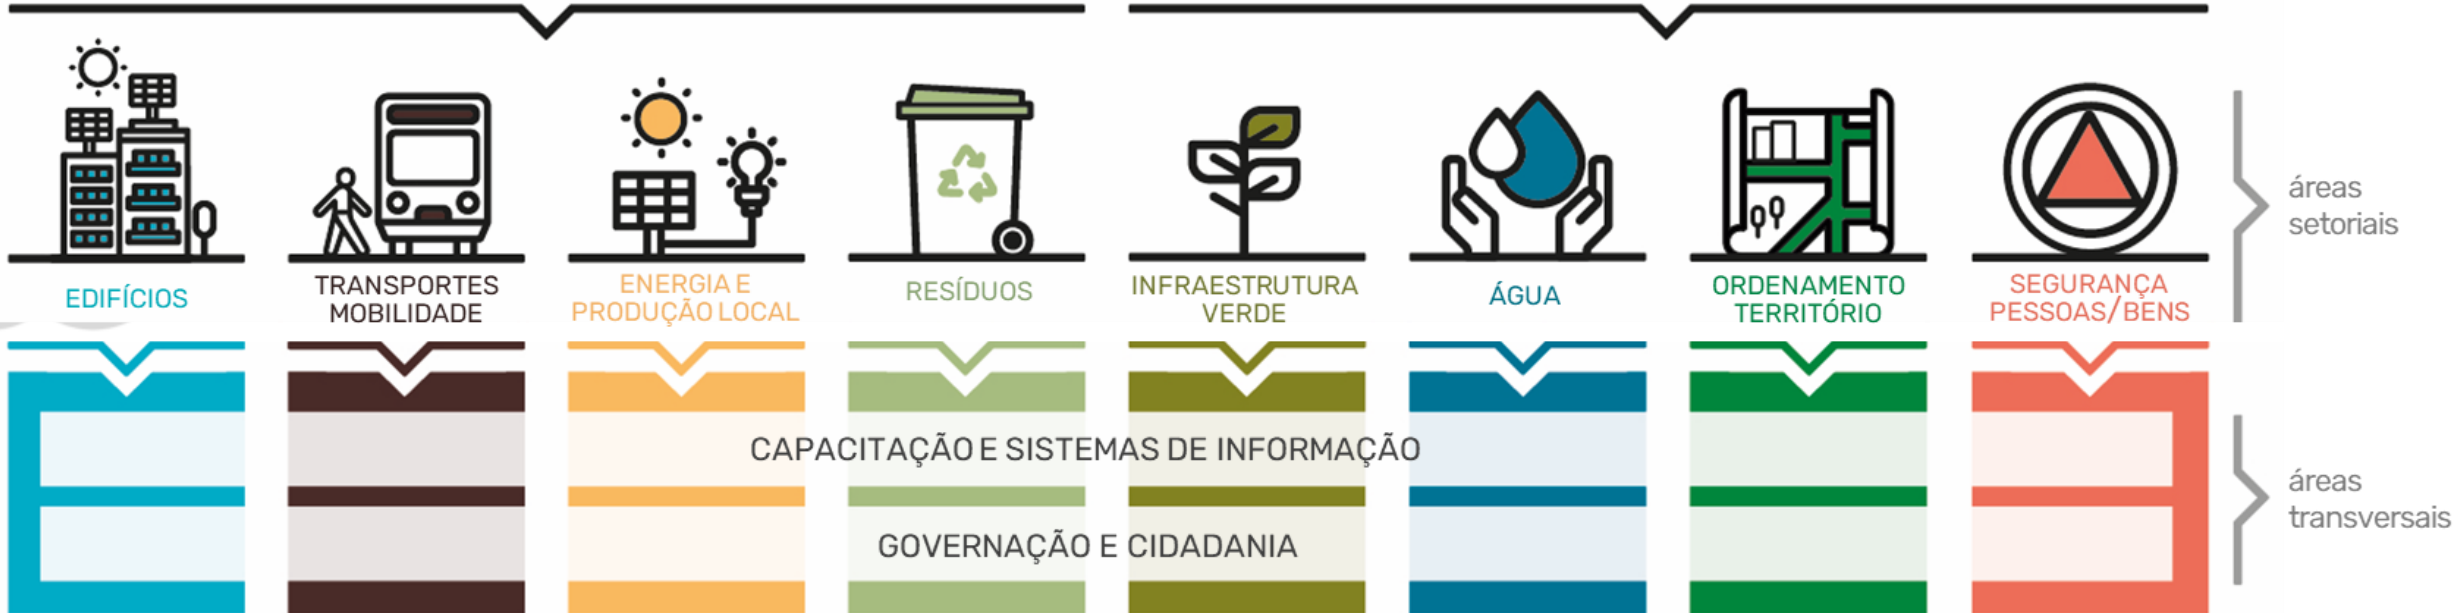 EDIFÍCIOS
TRANSPORTES
MOBILIDADE
ENERGIA E
PRODUÇÃO LOCAL
RESÍDUOS
INFRAESTRUTURA
VERDE
ÁGUA
ORDENAMENTO
TERRITÓRIO
SEGURANÇA
PESSOAS/BENS
áreas
setoriais
CAPACITAÇÃO E SISTEMAS DE INFORMAÇÃO
GOVERNAÇÃO E CIDADANIA
áreas
transversais